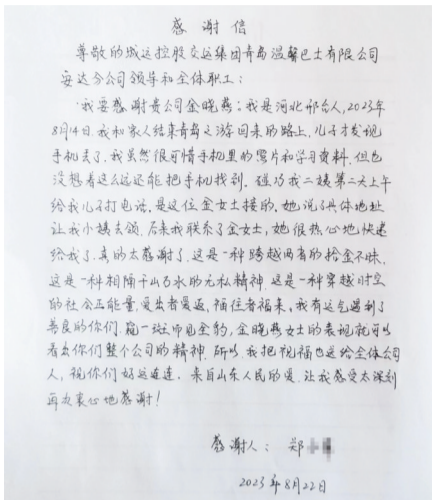 感谢信
尊敬的城运控股交运集团青岛温馨巴士有限公司
安达分公司领导和全体职工:
我要感谢贵公司金晓燕。我是河北邢台人,2023年
8月14日我和家人结束青岛之游回来的路上,儿子才发现
手机丢了。我虽然很可惜手机里的照片和学习资料,但也
没想着这么远还能把手机找到。碰巧我二姨第二天上午
给我儿子打电话,是这位金女士接的,她说了具体地址
让我小姨去领。后来我联系了金女士,她很热心地快递
给我了。真的太感谢了。这是一种跨越两省的拾金不昧,
这是一种相隔千山万水的无私精神,这是一种穿越时空
的社会正能量。爱出者爱返,福往者福来,我有运气遇到了
善良的你们。窥一斑而见全豹,金晓燕女士的表现就可以
看出你们整个公司的精神,所以,我把祝福也送给全体公司
人,祝你们好运连连。来自山东人民的爱,让我感受太深刻
再次衷心地感谢!
感谢人:郑
2023年8月22日